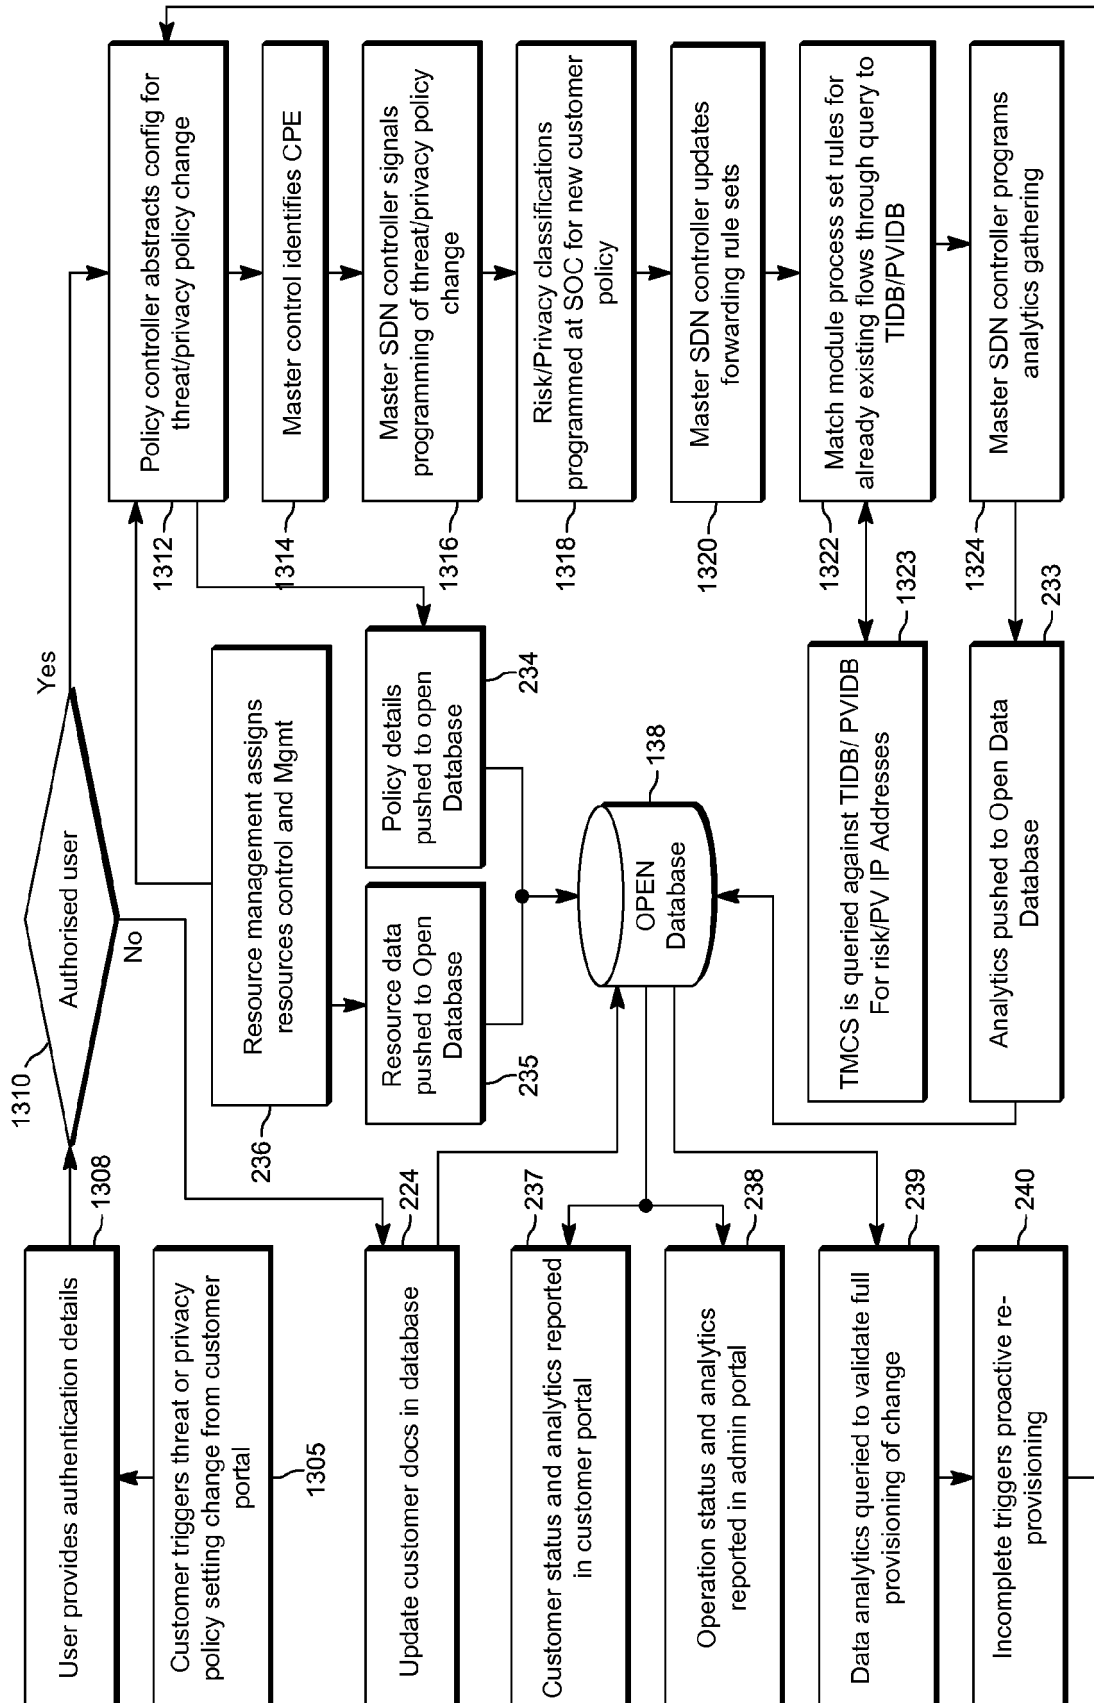 User provides authentication details
1308
Customer triggers threat or privacy
policy setting change from customer
portal
1305
Update customer docs in database
224
Customer status and analytics reported
in customer portal
237
Operation status and analytics
reported in admin portal
238
Data analytics queried to validate full
provisioning of change
239
Incomplete triggers proactive re-
provisioning
240
1310
Authorised user
Yes
No
Resource management assigns
resources control and Mgmt
236
Resource data
pushed to Open
Database
235
Policy details
pushed to open
Database
234
OPEN
Database
138
TMCS is queried against TIDB/ PVIDB
For risk/PV IP Addresses
1323
Analytics pushed to Open Data
Database
233
Policy controller abstracts config for
threat/privacy policy change
1312
Master control identifies CPE
1314
Master SDN controller signals
programming of threat/privacy policy
change
1316
Risk/Privacy classifications
programmed at SOC for new customer
policy
1318
Master SDN controller updates
forwarding rule sets
1320
Match module process set rules for
already existing flows through query to
TIDB/PVIDB
1322
Master SDN controller programs
analytics gathering
1324